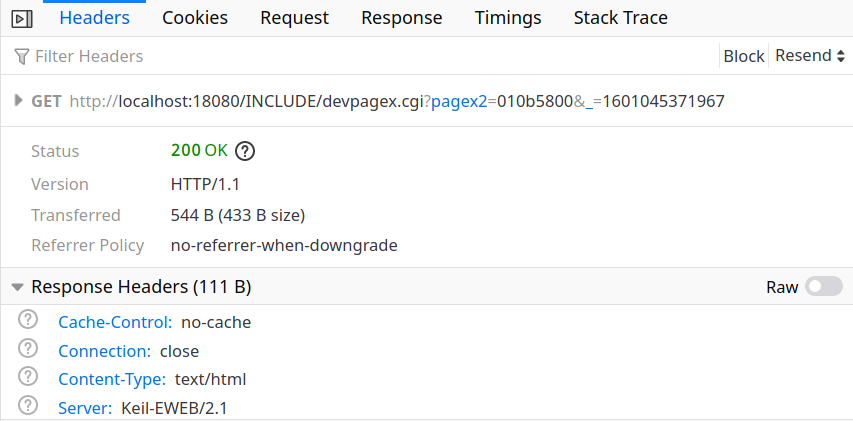 Headers Cookies Request Response Timings Stack Trace
Filter Headers Block Resend
GET http://localhost:18080/INCLUDE/devpagex.cgi?pagex2=010b5800&_=1601045371967
Status 200 OK ?
Version HTTP/1.1
Transferred 544 B (433 B size)
Referrer Policy no-referrer-when-downgrade
Response Headers (111 B) Raw
? Cache-Control: no-cache
? Connection: close
? Content-Type: text/html
? Server: Keil-EWEB/2.1